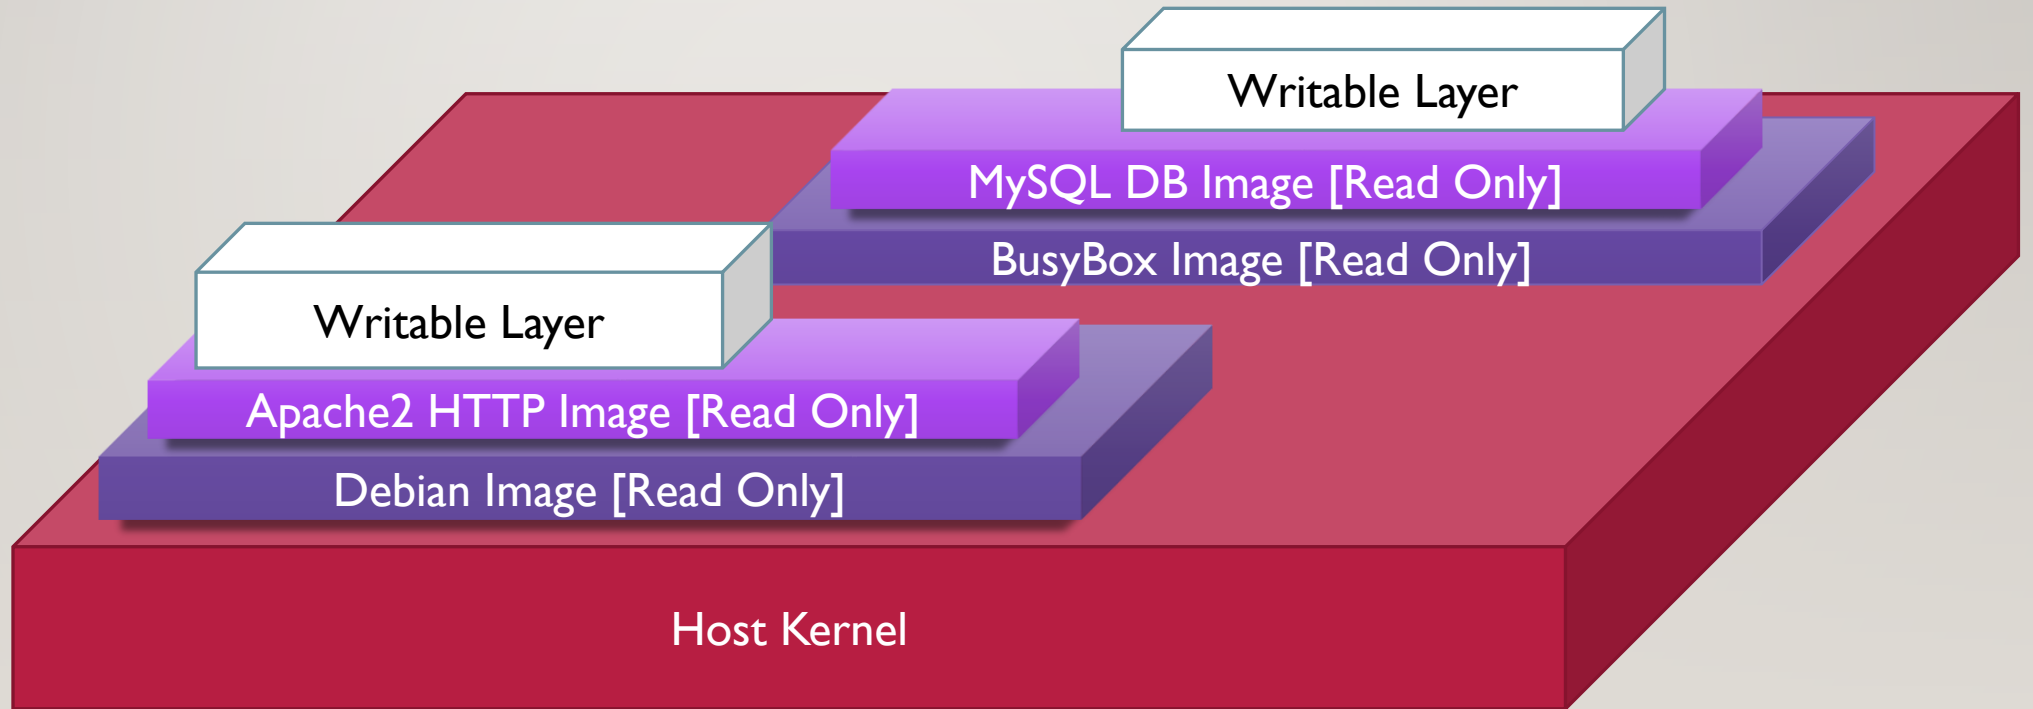 Writable Layer
MySQL DB Image [Read Only]
BusyBox Image [Read Only]
Writable Layer
Apache2 HTTP Image [Read Only]
Debian Image [Read Only]
Host Kernel